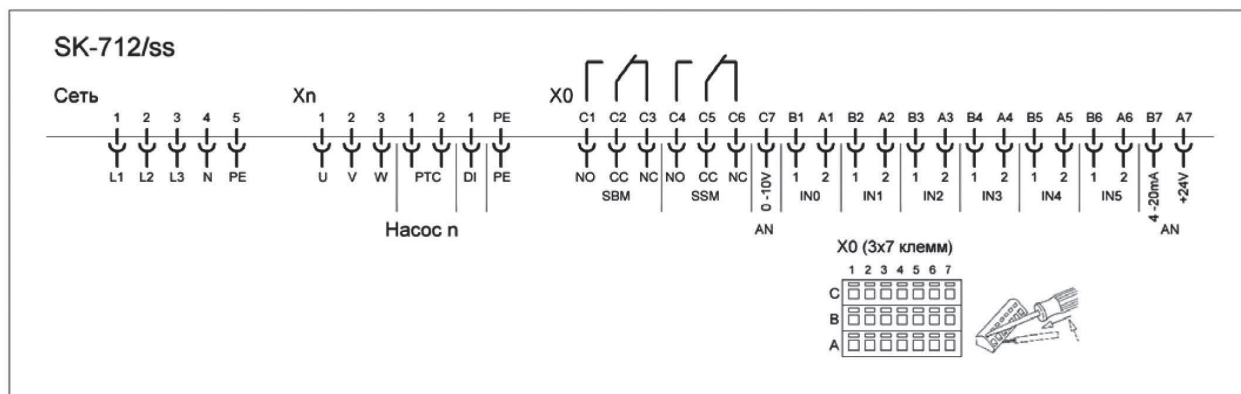 SK-712/ss
Сеть Xn X0
1 2 3 4 5 1 2 3 1 2 1 PE C1 C2 C3 C4 C5 C6 C7 B1 A1 B2 A2 B3 A3 B4 A4 B5 A5 B6 A6 B7 A7
L1 L2 L3 N PE U V W PTC DI PE NO CC NC NO CC NC 0 -10V 1 2 1 2 1 2 1 2 1 2 1 2 4 -20mA +24V
SBM SSM IN0 IN1 IN2 IN3 IN4 IN5
Насос n AN AN
X0 (3x7 клемм)
1 2 3 4 5 6 7
C
B
A